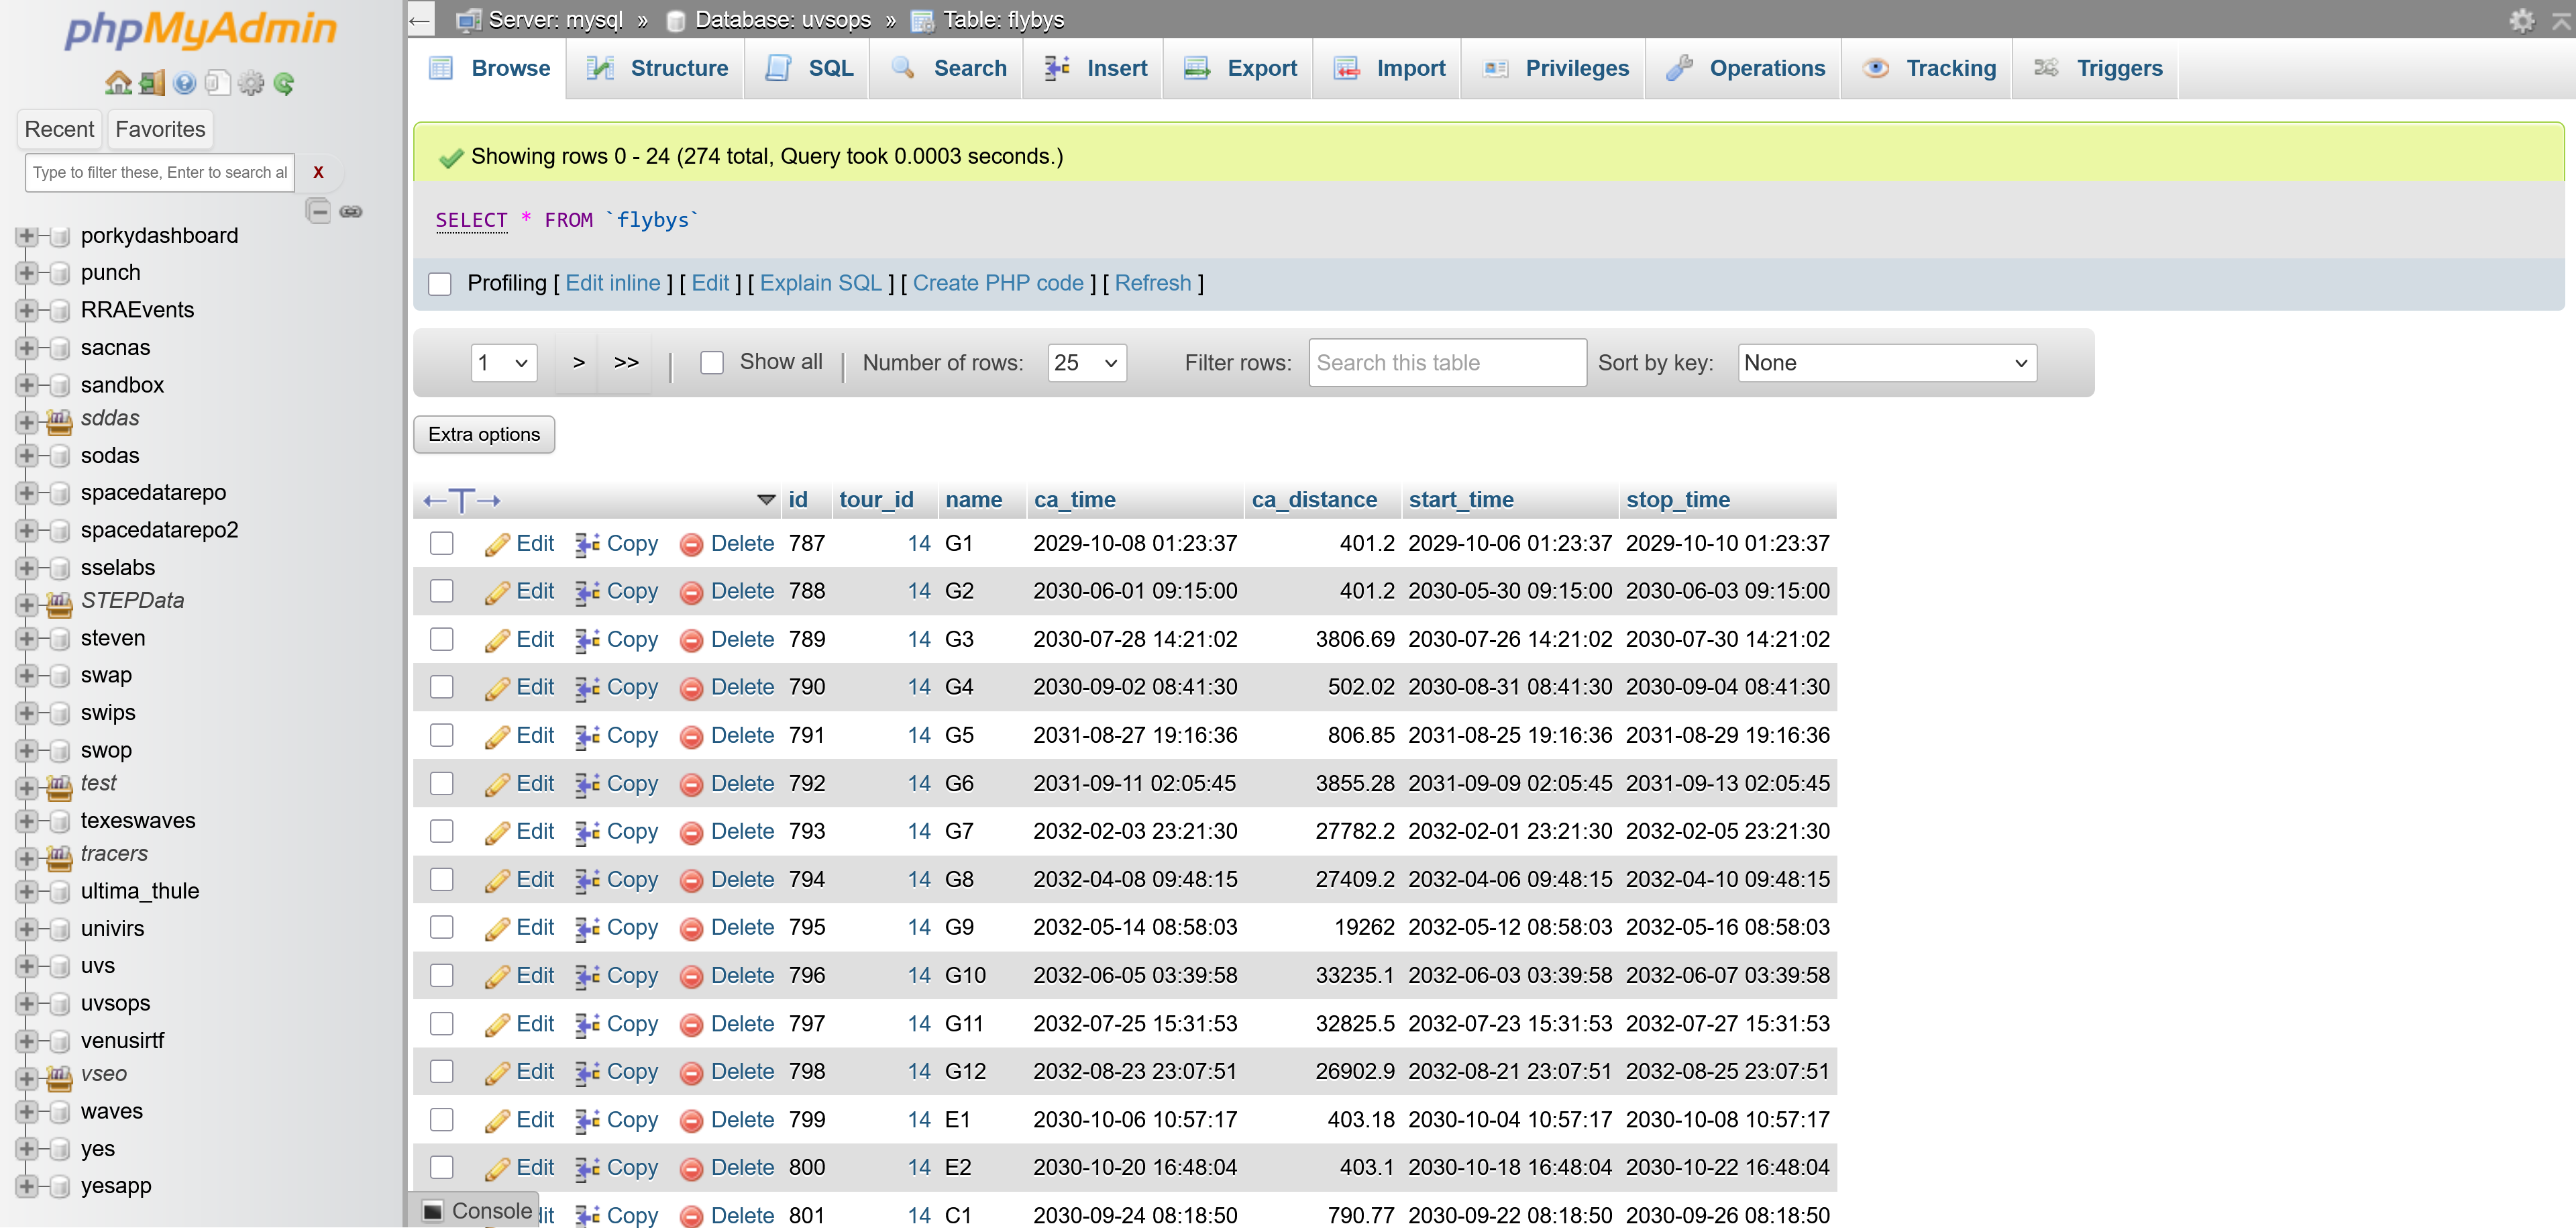 phpMyAdmin
Recent Favorites
Type to filter these, Enter to search al X
porkydashboard
punch
RRAEvents
sacnas
sandbox
sddas
sodas
spacedatarepo
spacedatarepo2
sselabs
STEPData
steven
swap
swips
swop
test
texeswaves
tracers
ultima_thule
univirs
uvs
uvsops
venusirtf
vseo
waves
yes
yesapp
← Server: mysql » Database: uvsops » Table: flybys
Browse Structure SQL Search Insert Export Import Privileges Operations Tracking Triggers
Showing rows 0 - 24 (274 total, Query took 0.0003 seconds.)
SELECT * FROM `flybys`
Profiling [ Edit inline ] [ Edit ] [ Explain SQL ] [ Create PHP code ] [ Refresh ]
1 > >> | Show all | Number of rows: 25 Filter rows: Search this table Sort by key: None
Extra options
←T→ id tour_id name ca_time ca_distance start_time stop_time
Edit Copy Delete 787 14 G1 2029-10-08 01:23:37 401.2 2029-10-06 01:23:37 2029-10-10 01:23:37
Edit Copy Delete 788 14 G2 2030-06-01 09:15:00 401.2 2030-05-30 09:15:00 2030-06-03 09:15:00
Edit Copy Delete 789 14 G3 2030-07-28 14:21:02 3806.69 2030-07-26 14:21:02 2030-07-30 14:21:02
Edit Copy Delete 790 14 G4 2030-09-02 08:41:30 502.02 2030-08-31 08:41:30 2030-09-04 08:41:30
Edit Copy Delete 791 14 G5 2031-08-27 19:16:36 806.85 2031-08-25 19:16:36 2031-08-29 19:16:36
Edit Copy Delete 792 14 G6 2031-09-11 02:05:45 3855.28 2031-09-09 02:05:45 2031-09-13 02:05:45
Edit Copy Delete 793 14 G7 2032-02-03 23:21:30 27782.2 2032-02-01 23:21:30 2032-02-05 23:21:30
Edit Copy Delete 794 14 G8 2032-04-08 09:48:15 27409.2 2032-04-06 09:48:15 2032-04-10 09:48:15
Edit Copy Delete 795 14 G9 2032-05-14 08:58:03 19262 2032-05-12 08:58:03 2032-05-16 08:58:03
Edit Copy Delete 796 14 G10 2032-06-05 03:39:58 33235.1 2032-06-03 03:39:58 2032-06-07 03:39:58
Edit Copy Delete 797 14 G11 2032-07-25 15:31:53 32825.5 2032-07-23 15:31:53 2032-07-27 15:31:53
Edit Copy Delete 798 14 G12 2032-08-23 23:07:51 26902.9 2032-08-21 23:07:51 2032-08-25 23:07:51
Edit Copy Delete 799 14 E1 2030-10-06 10:57:17 403.18 2030-10-04 10:57:17 2030-10-08 10:57:17
Edit Copy Delete 800 14 E2 2030-10-20 16:48:04 403.1 2030-10-18 16:48:04 2030-10-22 16:48:04
Console dit Copy Delete 801 14 C1 2030-09-24 08:18:50 790.77 2030-09-22 08:18:50 2030-09-26 08:18:50